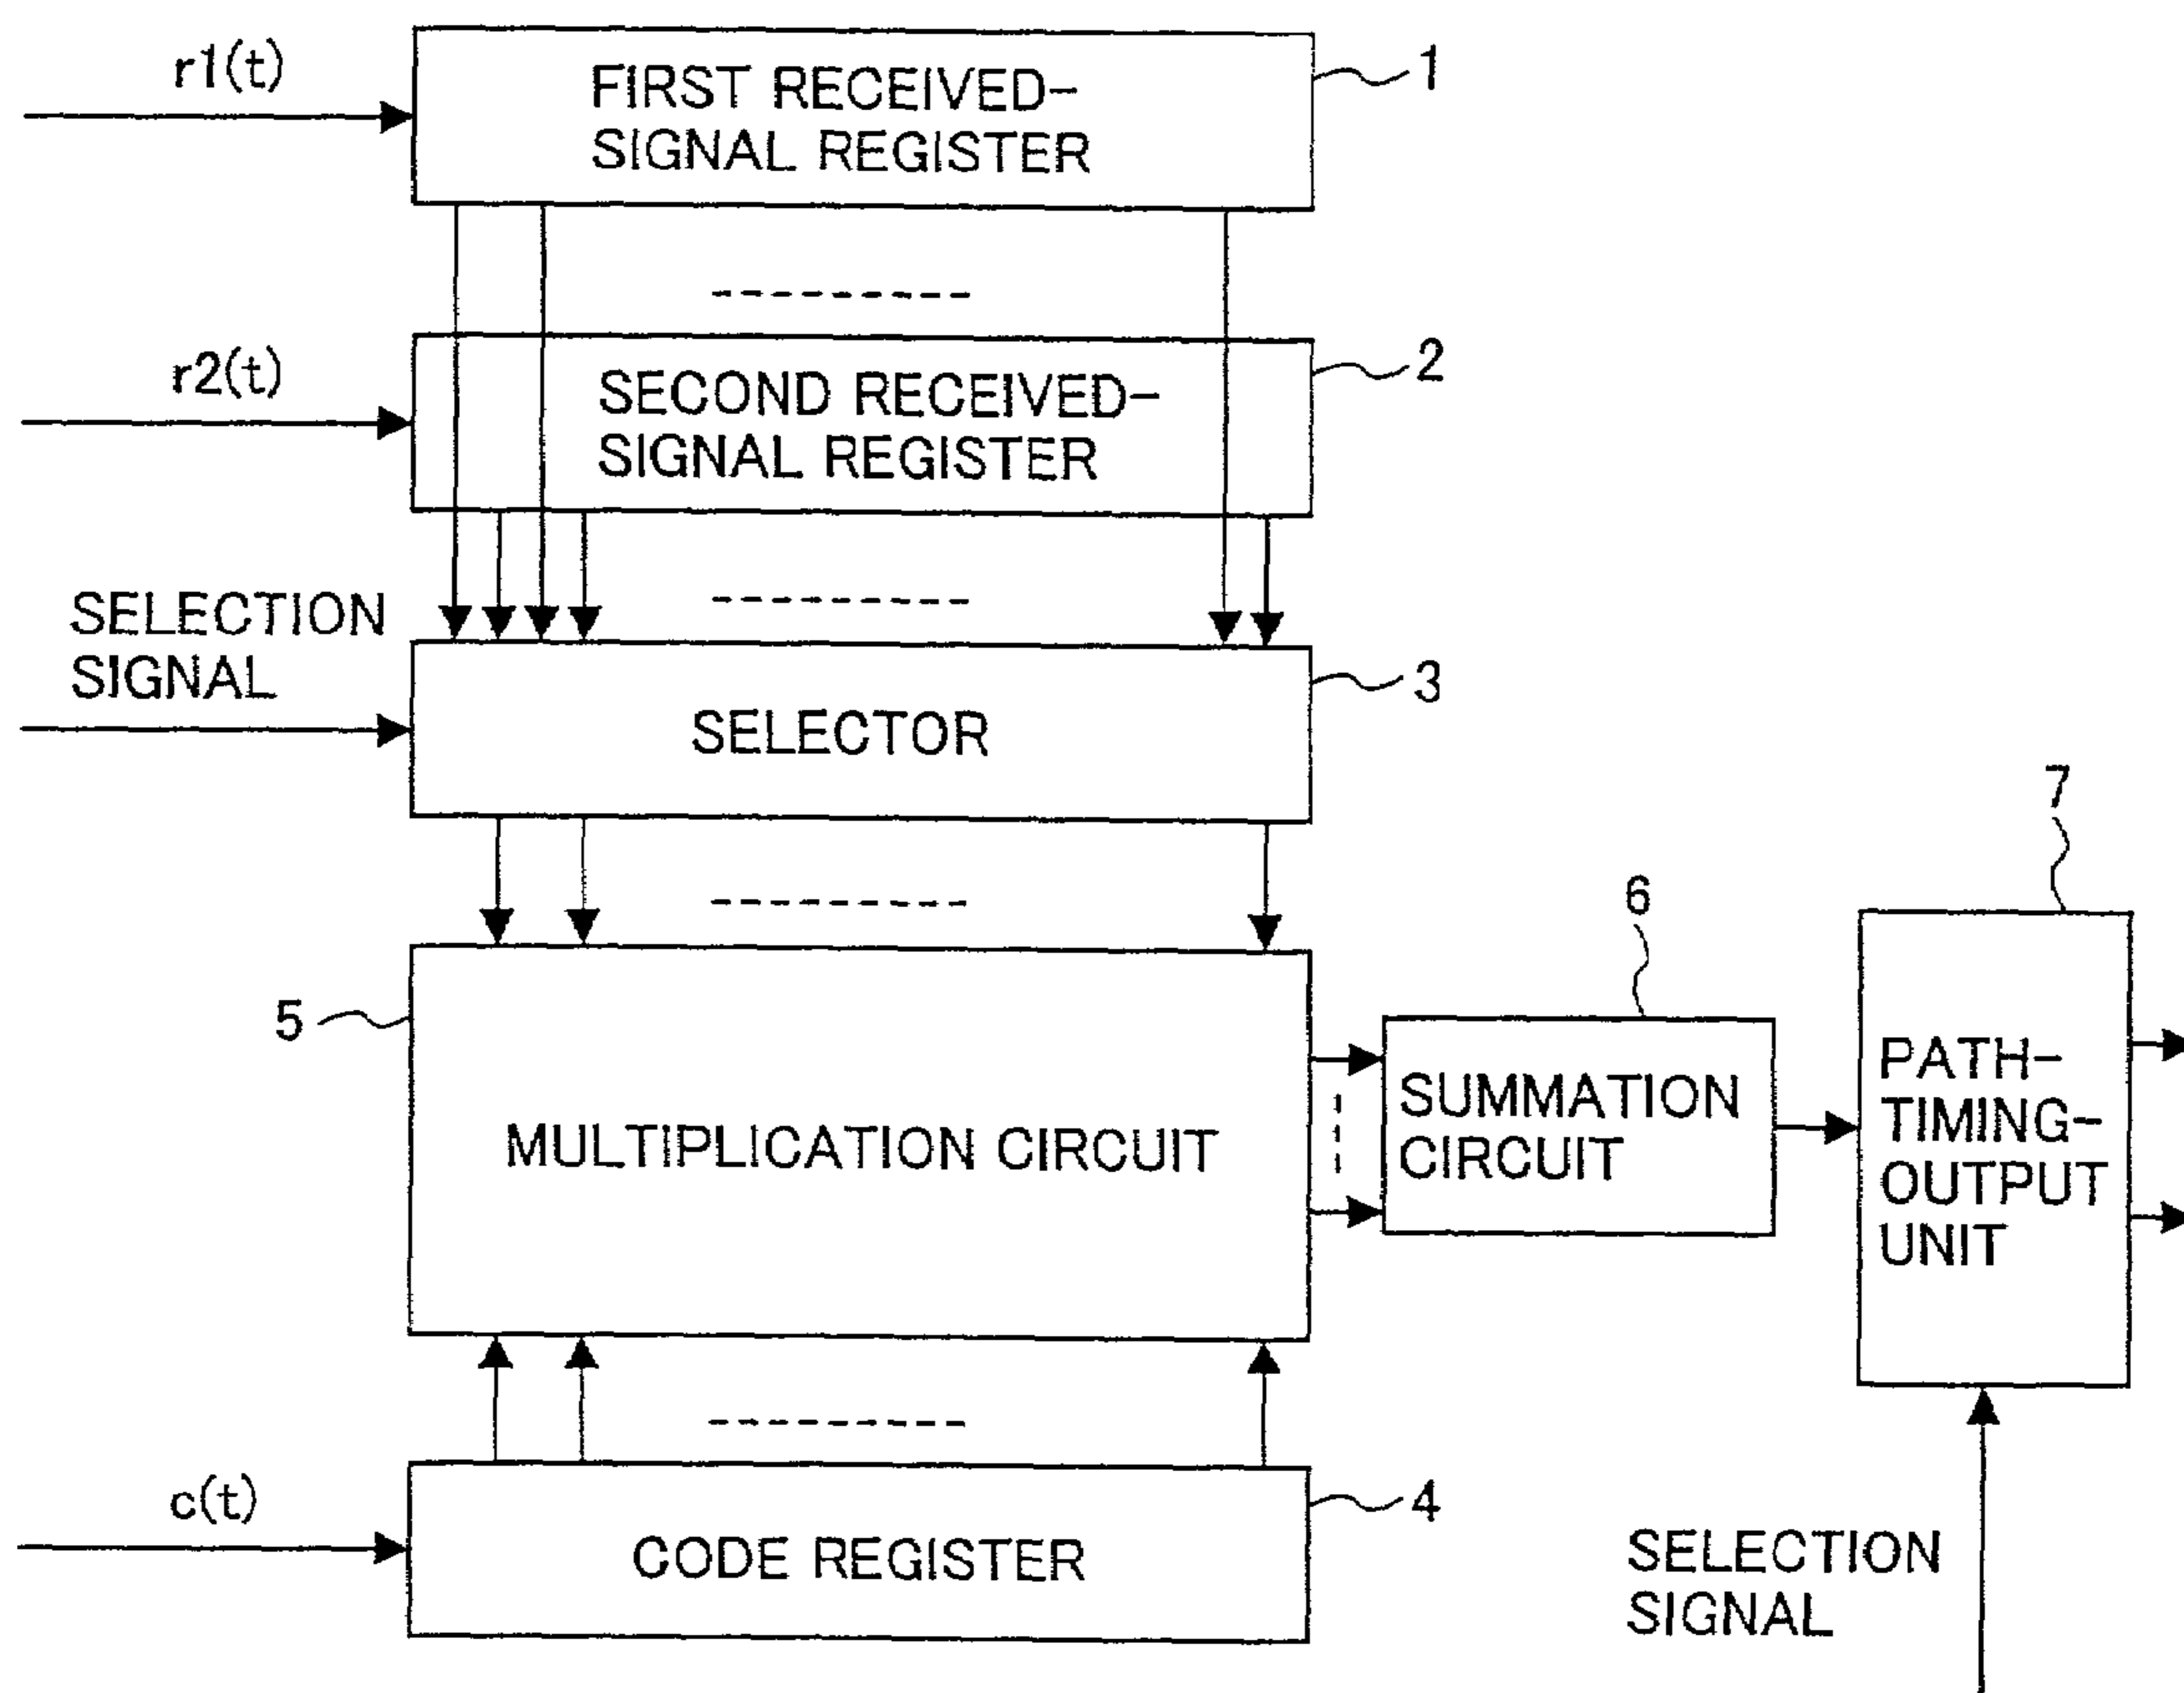 r1(t)
FIRST RECEIVED-
SIGNAL REGISTER
1
r2(t)
SECOND RECEIVED-
SIGNAL REGISTER
2
SELECTION
SIGNAL
SELECTOR
3
5
MULTIPLICATION CIRCUIT
6
SUMMATION
CIRCUIT
7
PATH-
TIMING-
OUTPUT
UNIT
c(t)
CODE REGISTER
4
SELECTION
SIGNAL